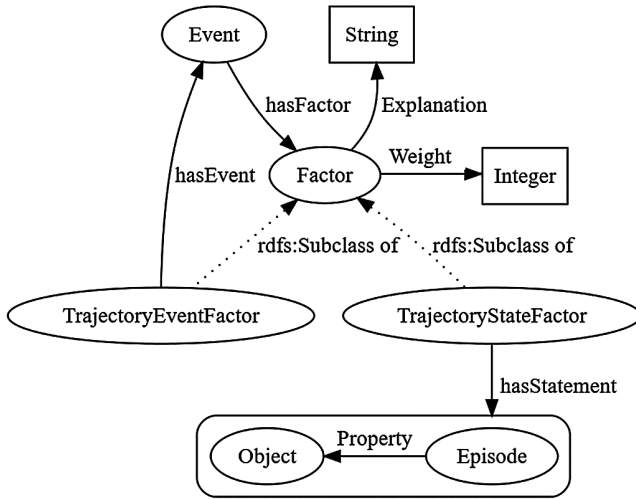 Event
String
hasFactor
Explanation
hasEvent
Factor
Weight
Integer
rdfs:Subclass of
rdfs:Subclass of
TrajectoryEventFactor
TrajectoryStateFactor
hasStatement
Object
Property
Episode